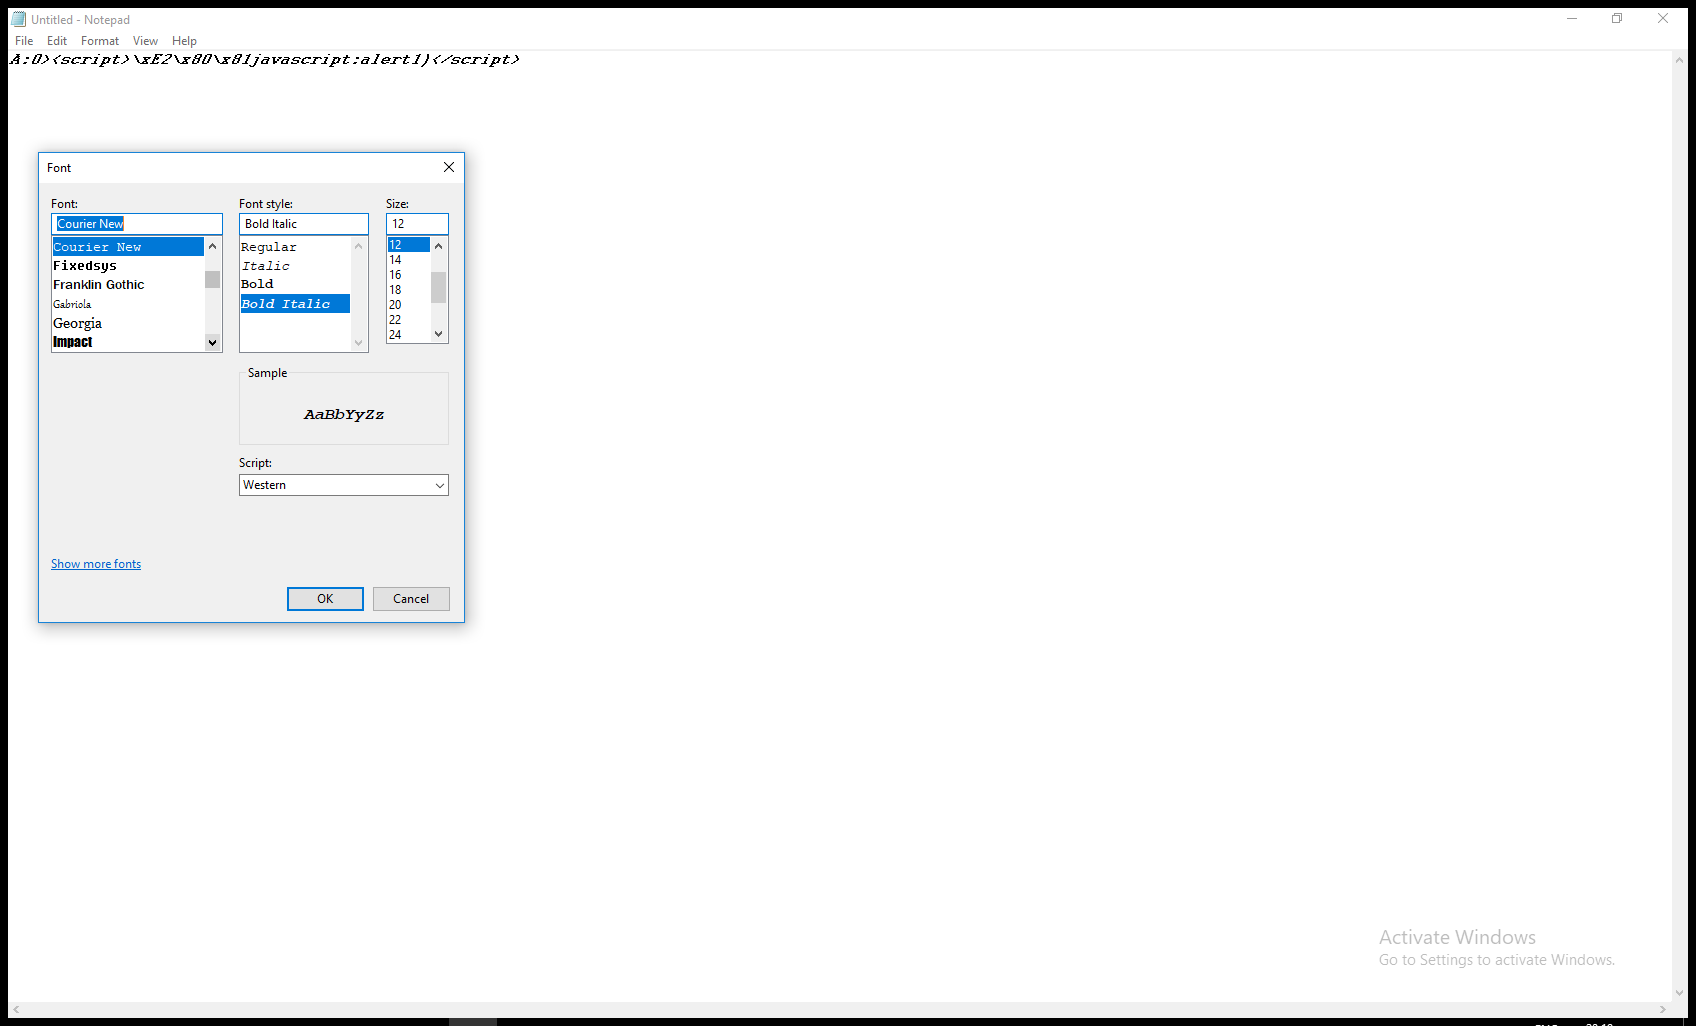 Untitled - Notepad
File Edit Format View Help
A:0)<script>\xE2\x80\x81javascript:alert1)</script>
Font
Font: Font style: Size:
Courier New Bold Italic 12
Courier New Regular 12
Fixedsys Italic 14
Franklin Gothic Bold 16
Gabriola Bold Italic 18
Georgia 20
Impact 22
24
Sample
AaBbYyZz
Script:
Western
Show more fonts
OK Cancel
Activate Windows
Go to Settings to activate Windows.